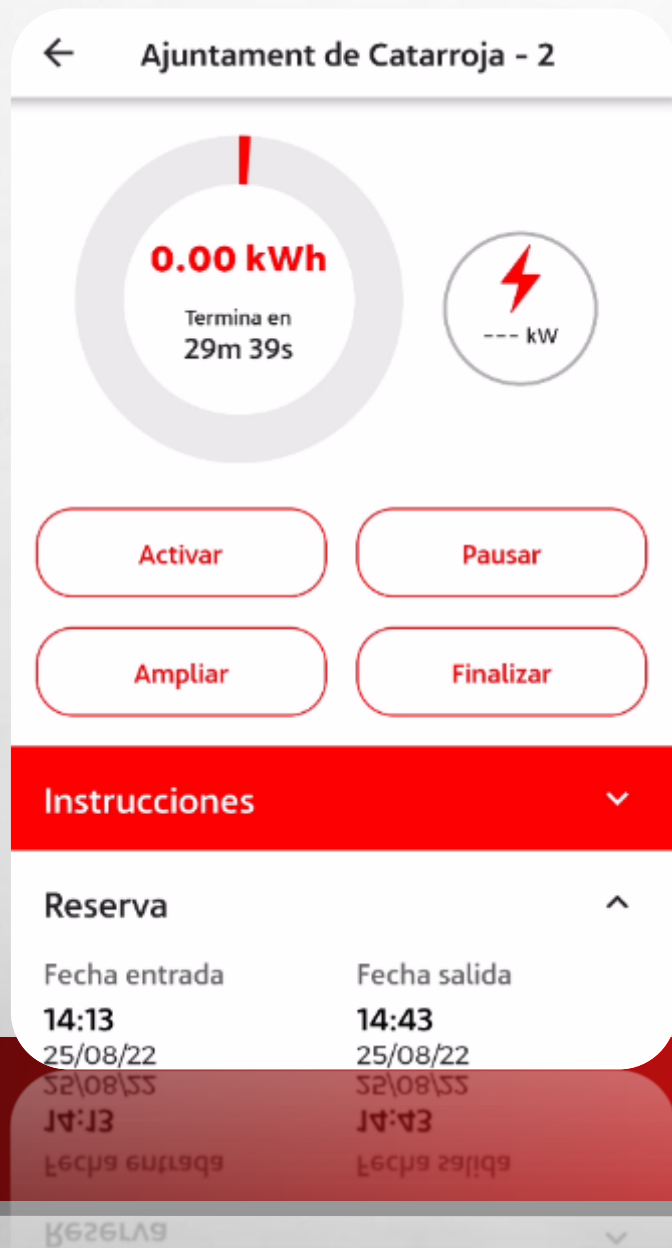 Ajuntament de Catarroja - 2
0.00 kWh
Termina en
29m 39s
--- kW
Activar
Pausar
Ampliar
Finalizar
Instrucciones
Reserva
Fecha entrada
Fecha salida
14:13
14:43
25/08/22
25/08/22